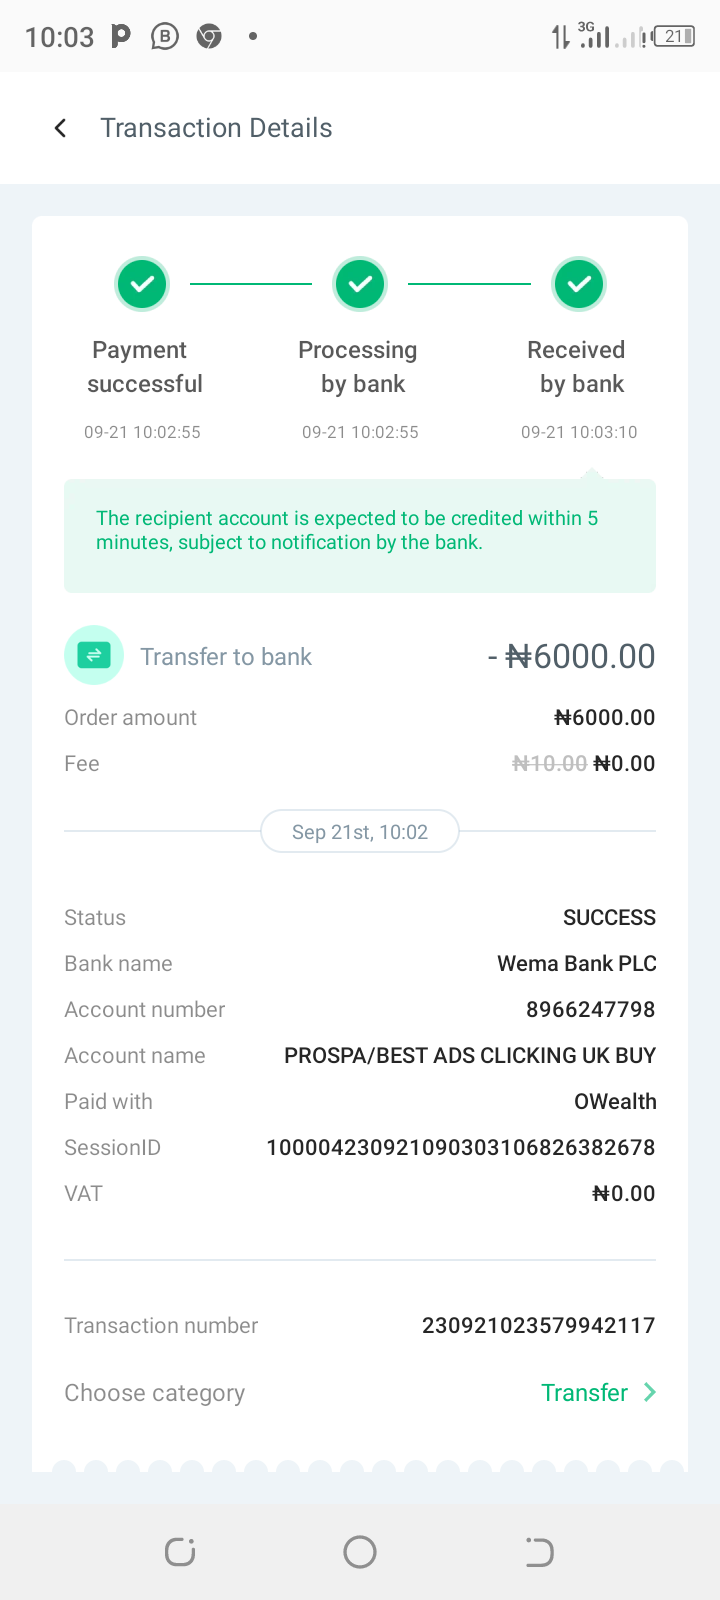 10:03 3G 21
Transaction Details
Payment successful
Processing by bank
Received by bank
09-21 10:02:55 09-21 10:02:55 09-21 10:03:10
The recipient account is expected to be credited within 5
minutes, subject to notification by the bank.
Transfer to bank - ₦6000.00
Order amount ₦6000.00
Fee ₦10.00 ₦0.00
Sep 21st, 10:02
Status SUCCESS
Bank name Wema Bank PLC
Account number 8966247798
Account name PROSPA/BEST ADS CLICKING UK BUY
Paid with OWealth
SessionID 100004230921090303106826382678
VAT ₦0.00
Transaction number 230921023579942117
Choose category Transfer